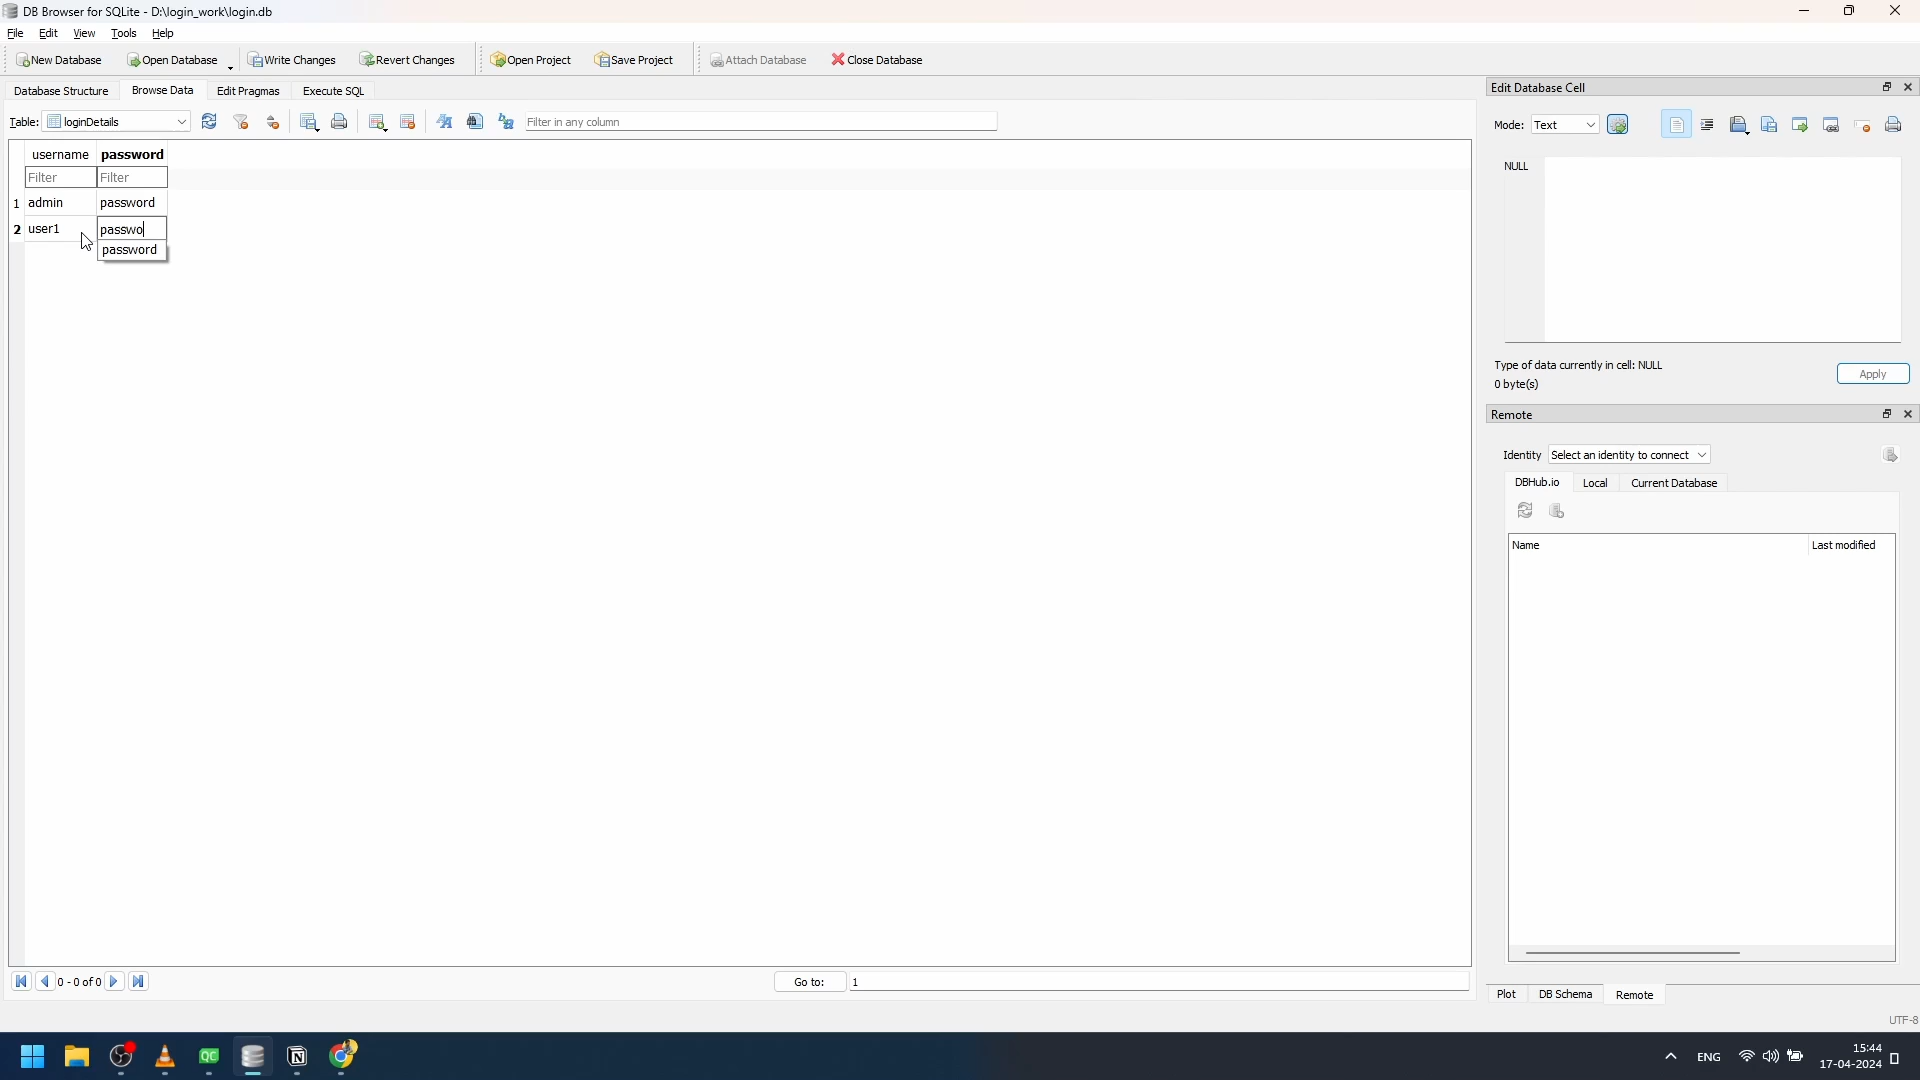 DB Browser for SQLite - D:\login_work\login.db
File Edit View Tools Help
New Database Open Database Write Changes Revert Changes Open Project Save Project Attach Database Close Database
Database Structure Browse Data Edit Pragmas Execute SQL
Table: loginDetails Filter in any column
username password
Filter Filter
1 admin password
2 user1 passwo
password
0 - 0 of 0 Go to: 1
Edit Database Cell
Mode: Text
NULL
Type of data currently in cell: NULL
0 byte(s)
Apply
Remote
Identity Select an identity to connect
DBHub.io Local Current Database
Name Last modified
Plot DB Schema Remote
UTF-8
QC
ENG 15:44
17-04-2024